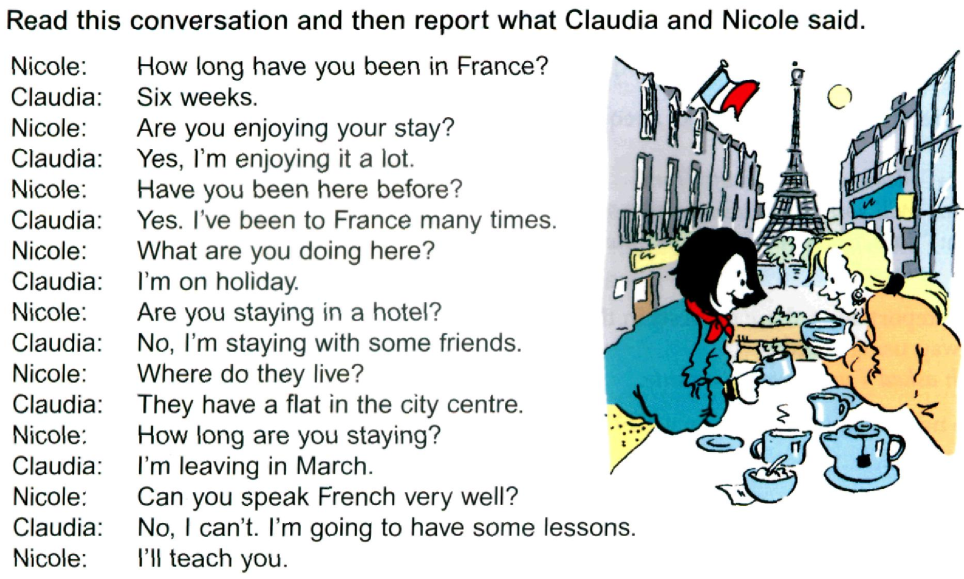 Read this conversation and then report what Claudia and Nicole said.
Nicole: How long have you been in France?
Claudia: Six weeks.
Nicole: Are you enjoying your stay?
Claudia: Yes, I'm enjoying it a lot.
Nicole: Have you been here before?
Claudia: Yes. I've been to France many times.
Nicole: What are you doing here?
Claudia: I'm on holiday.
Nicole: Are you staying in a hotel?
Claudia: No, I'm staying with some friends.
Nicole: Where do they live?
Claudia: They have a flat in the city centre.
Nicole: How long are you staying?
Claudia: I'm leaving in March.
Nicole: Can you speak French very well?
Claudia: No, I can't. I'm going to have some lessons.
Nicole: I'll teach you.